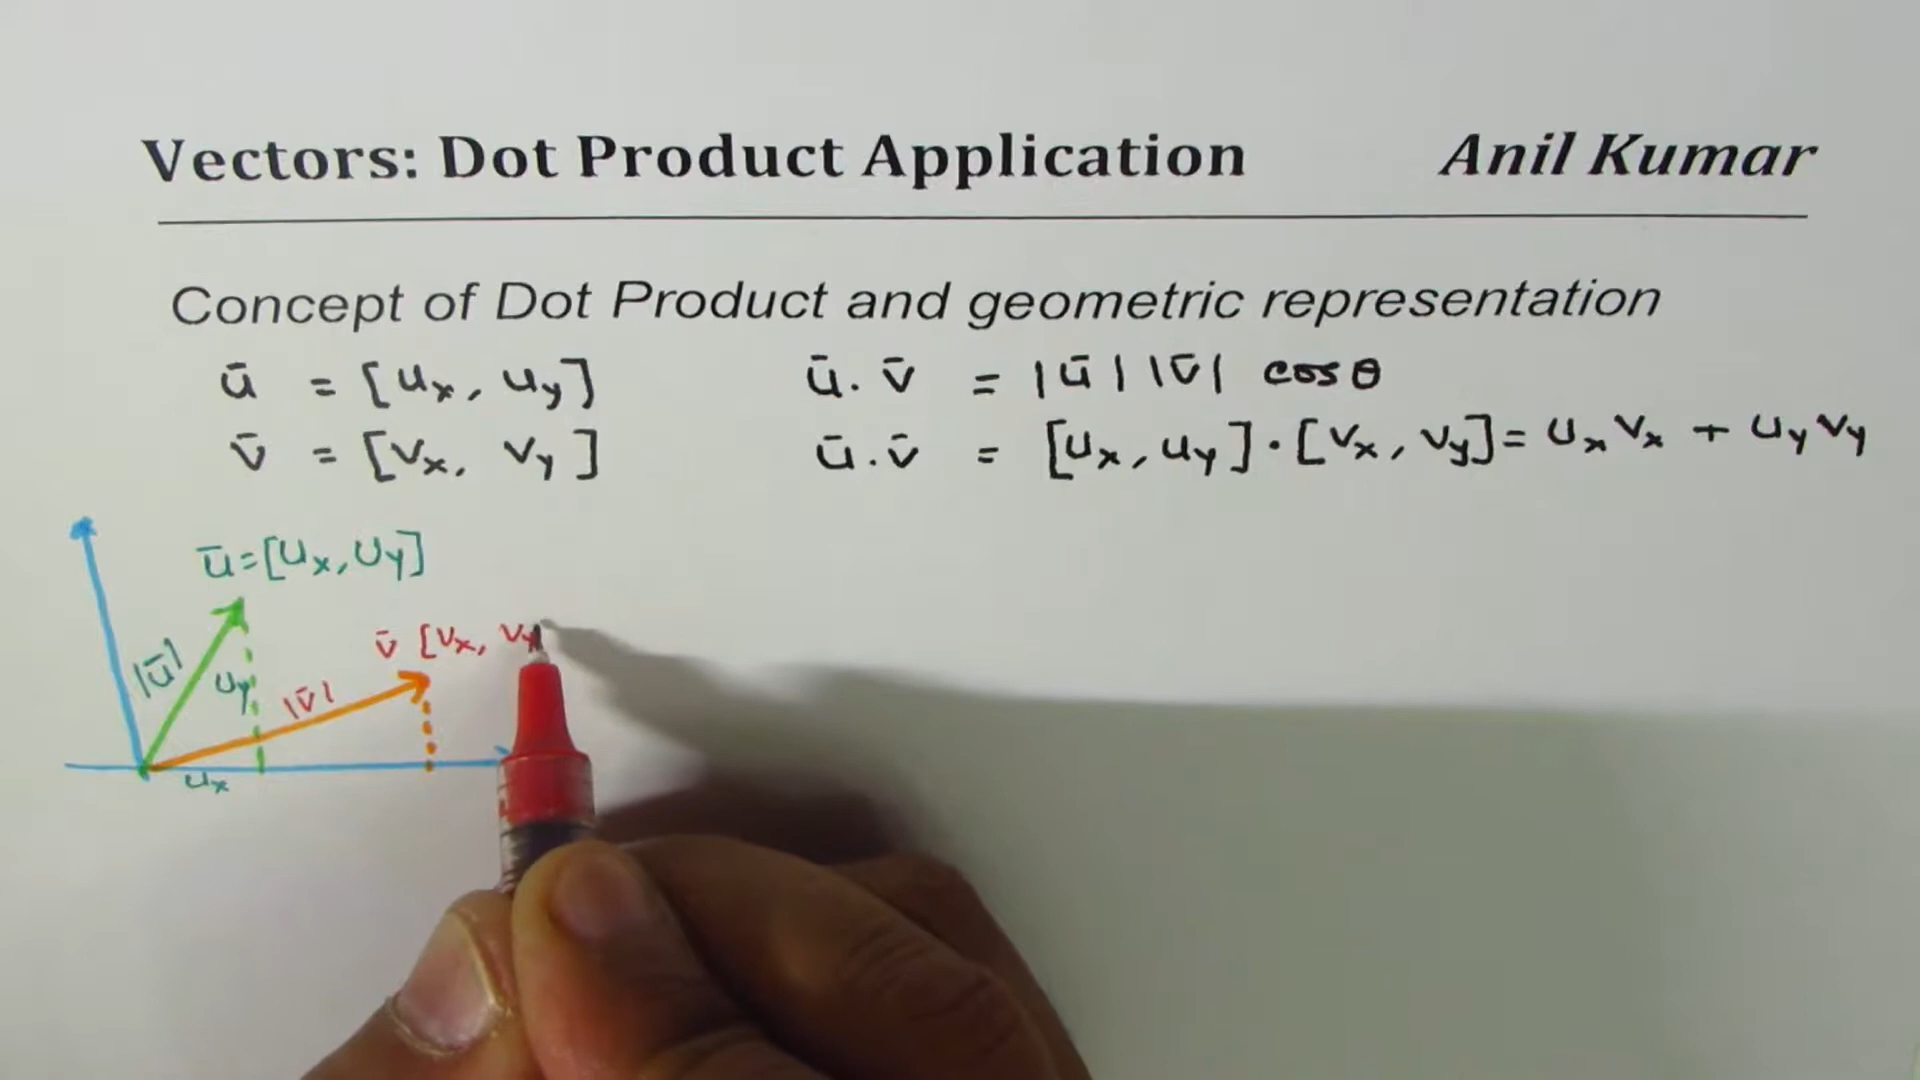 Vectors: Dot Product Application Anil Kumar
Concept of Dot Product and geometric representation
ū = [ux, uy] ū. v̄ = |ū| |v̄| cosθ
v̄ = [vx, vy] ū.v̄ = [ux, uy]·[vx, vy] = uxvx + uyvy
ū=[ux, uy]
v̄ [vx, vy
|ū|
uy
|v̄|
ux